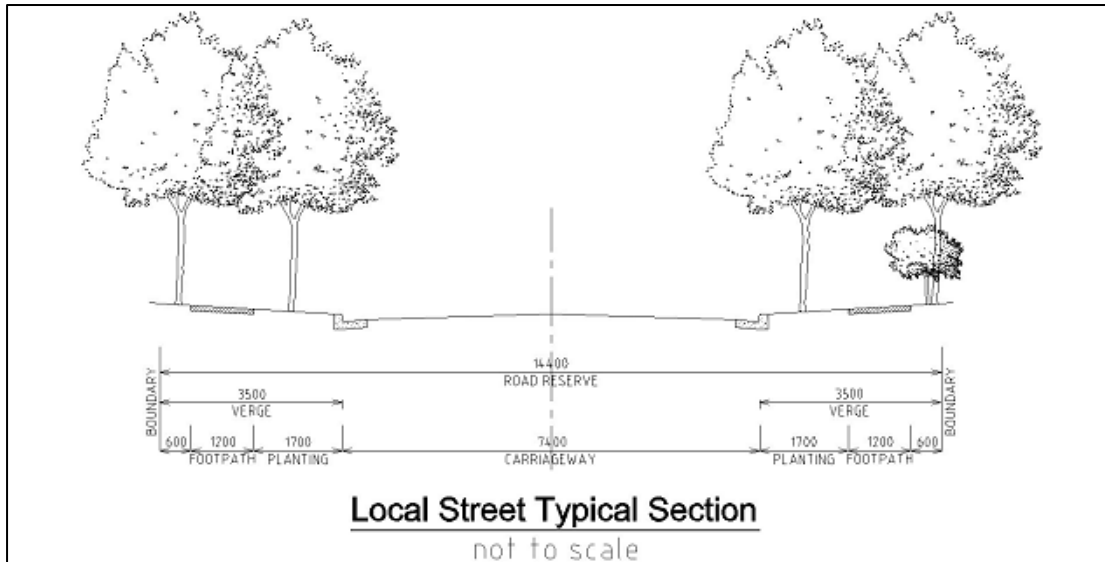 14400
ROAD RESERVE
3500
VERGE
3500
VERGE
BOUNDARY
BOUNDARY
600 1200 1700 7400 1700 1200 600
FOOTPATH PLANTING CARRIAGEWAY PLANTING FOOTPATH
Local Street Typical Section
not to scale